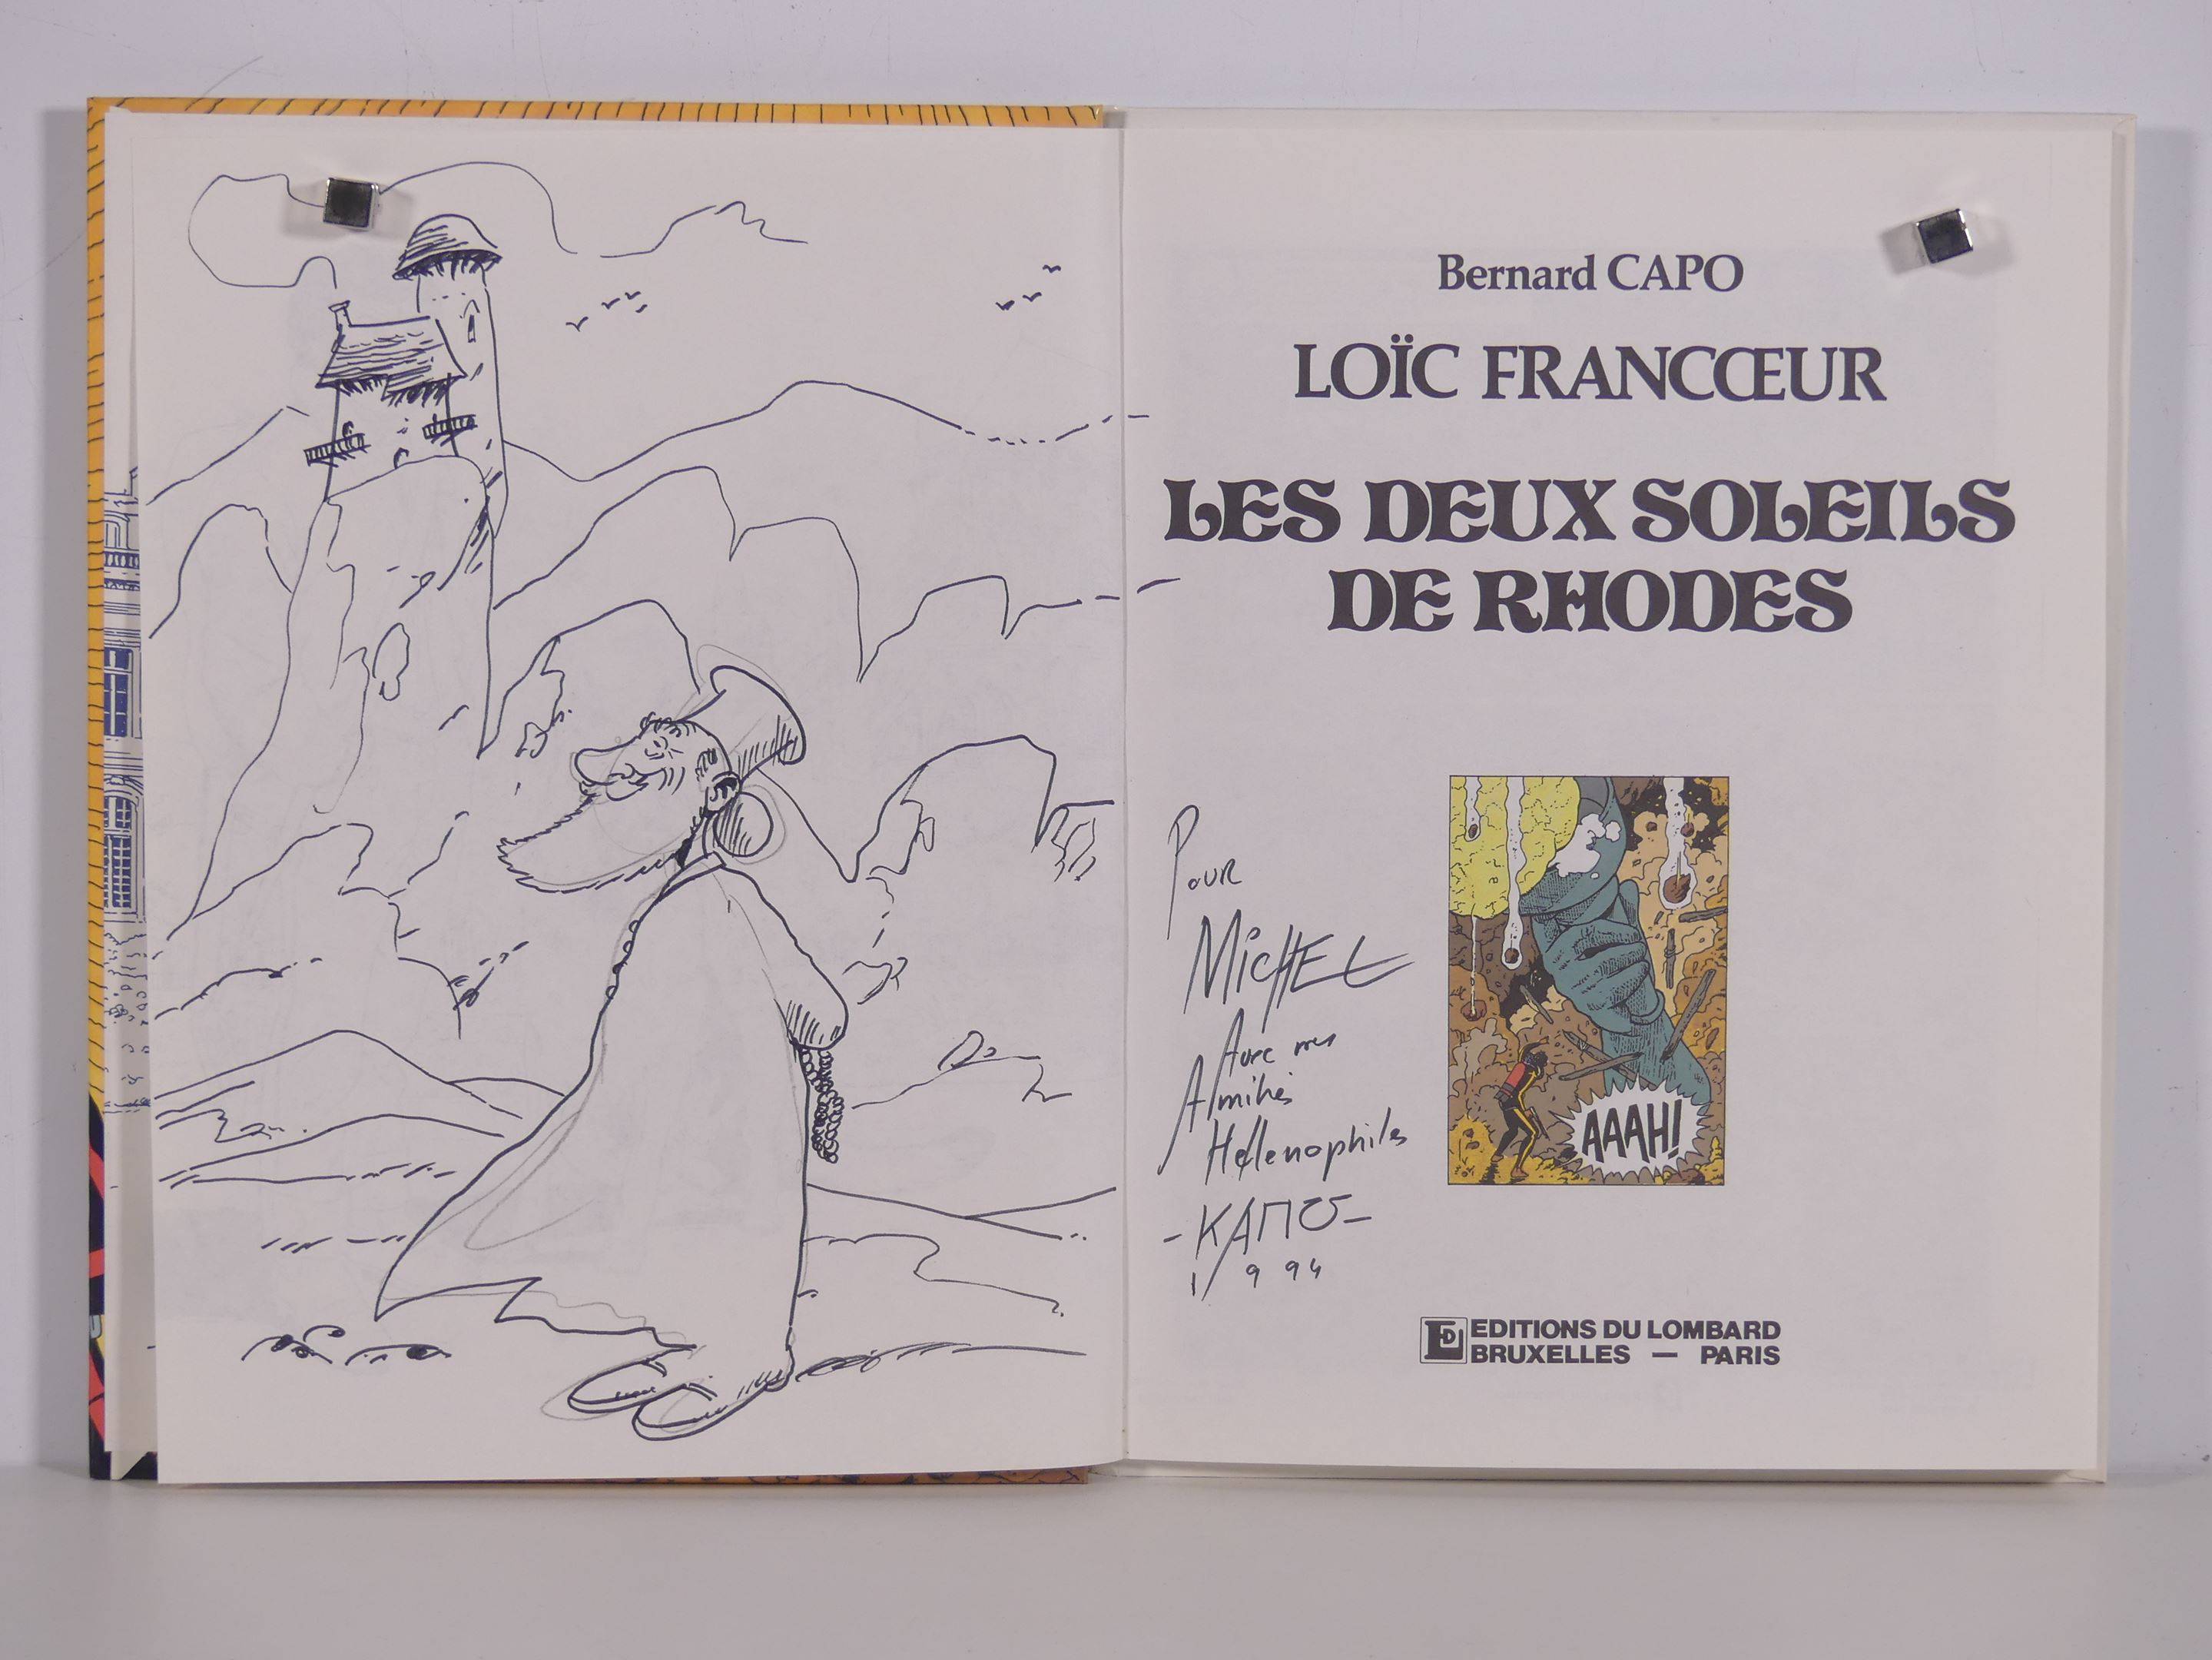 Bernard CAPO
LOÏC FRANCŒUR
LES DEUX SOLEILS
DE RHODES
Pour
MicHEL
Avec mes
Amitiés
Hellenophiles
-ΚΑΠΟ-
1 9 94
AAAH!
EDITIONS DU LOMBARD
BRUXELLES — PARIS